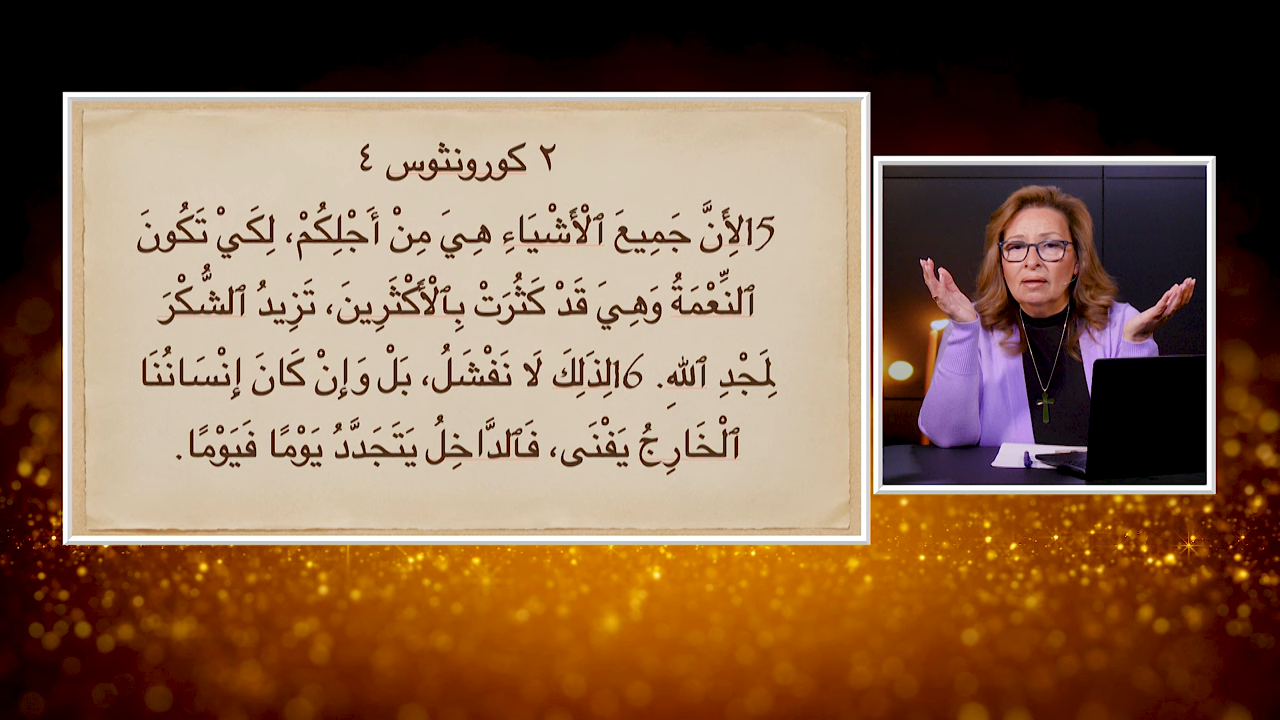 ٢ كورونثوس ٤
15لِأَنَّ جَمِيعَ ٱلْأَشْيَاءِ هِيَ مِنْ أَجْلِكُمْ، لِكَيْ تَكُونَ
ٱلنِّعْمَةُ وَهِيَ قَدْ كَثُرَتْ بِٱلْأَكْثَرِينَ، تَزِيدُ ٱلشُّكْرَ
لِمَجْدِ ٱللهِ. 16لِذَلِكَ لَا نَفْشَلُ، بَلْ وَإِنْ كَانَ إِنْسَانُنَا
ٱلْخَارِجُ يَفْنَى، فَٱلدَّاخِلُ يَتَجَدَّدُ يَوْمًا فَيَوْمًا.